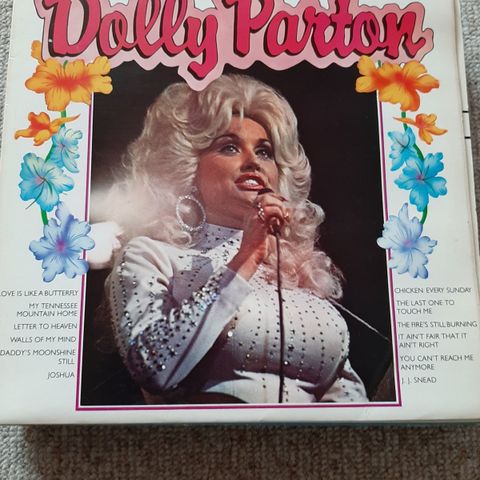 Dolly Parton
LOVE IS LIKE A BUTTERFLY
MY TENNESSEE
MOUNTAIN HOME
LETTER TO HEAVEN
WALLS OF MY MIND
DADDY'S MOONSHINE
STILL
JOSHUA
CHICKEN EVERY SUNDAY
THE LAST ONE TO
TOUCH ME
THE FIRE'S STILL BURNING
IT AIN'T FAIR THAT IT
AIN'T RIGHT
YOU CAN'T REACH ME
ANYMORE
J. J. SNEAD